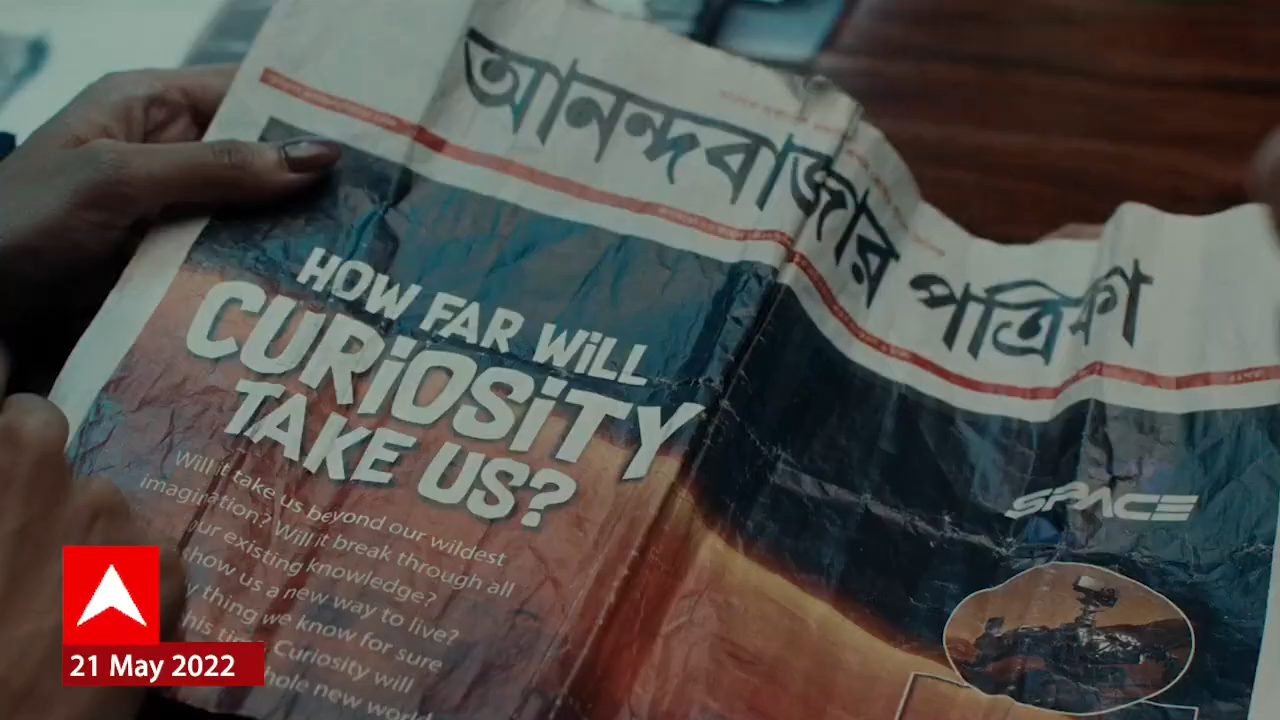 আনন্দবাজার পত্রিকা
HOW FAR WiLL
CURiOSiTY
TAKE US?
Will it take us beyond our wildest
imagination? Will it break through all
our existing knowledge?
show us a new way to live?
thing we know for sure
Curiosity will
new world
SPACE
21 May 2022